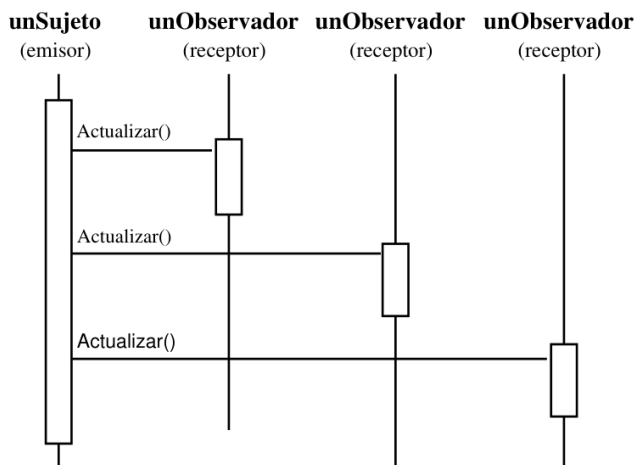 unSujeto unObservador unObservador unObservador
(emisor) (receptor) (receptor) (receptor)
Actualizar()
Actualizar()
Actualizar()